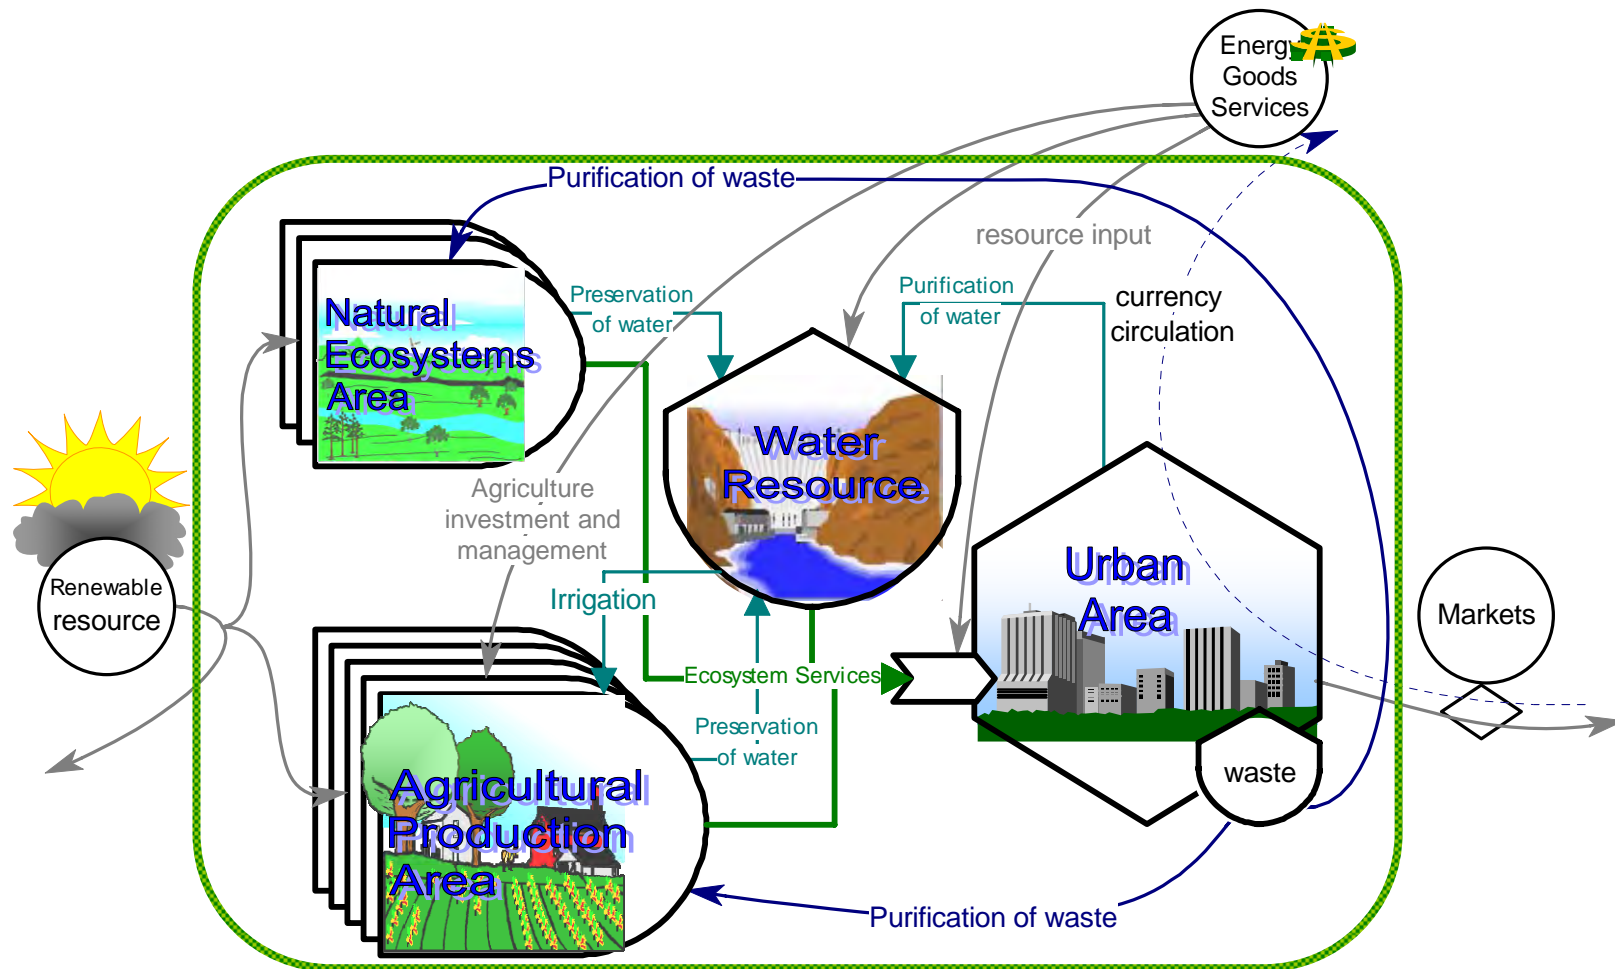 Energy
Goods
Services
Purification of waste
resource input
Preservation
of water
Purification
of water
currency
circulation
Natural
Ecosystems
Area
Water
Resource
Agriculture
investment and
management
Urban
Area
Renewable
resource
Irrigation
Markets
Ecosystem Services
Preservation
of water
waste
Agricultural
Production
Area
Purification of waste